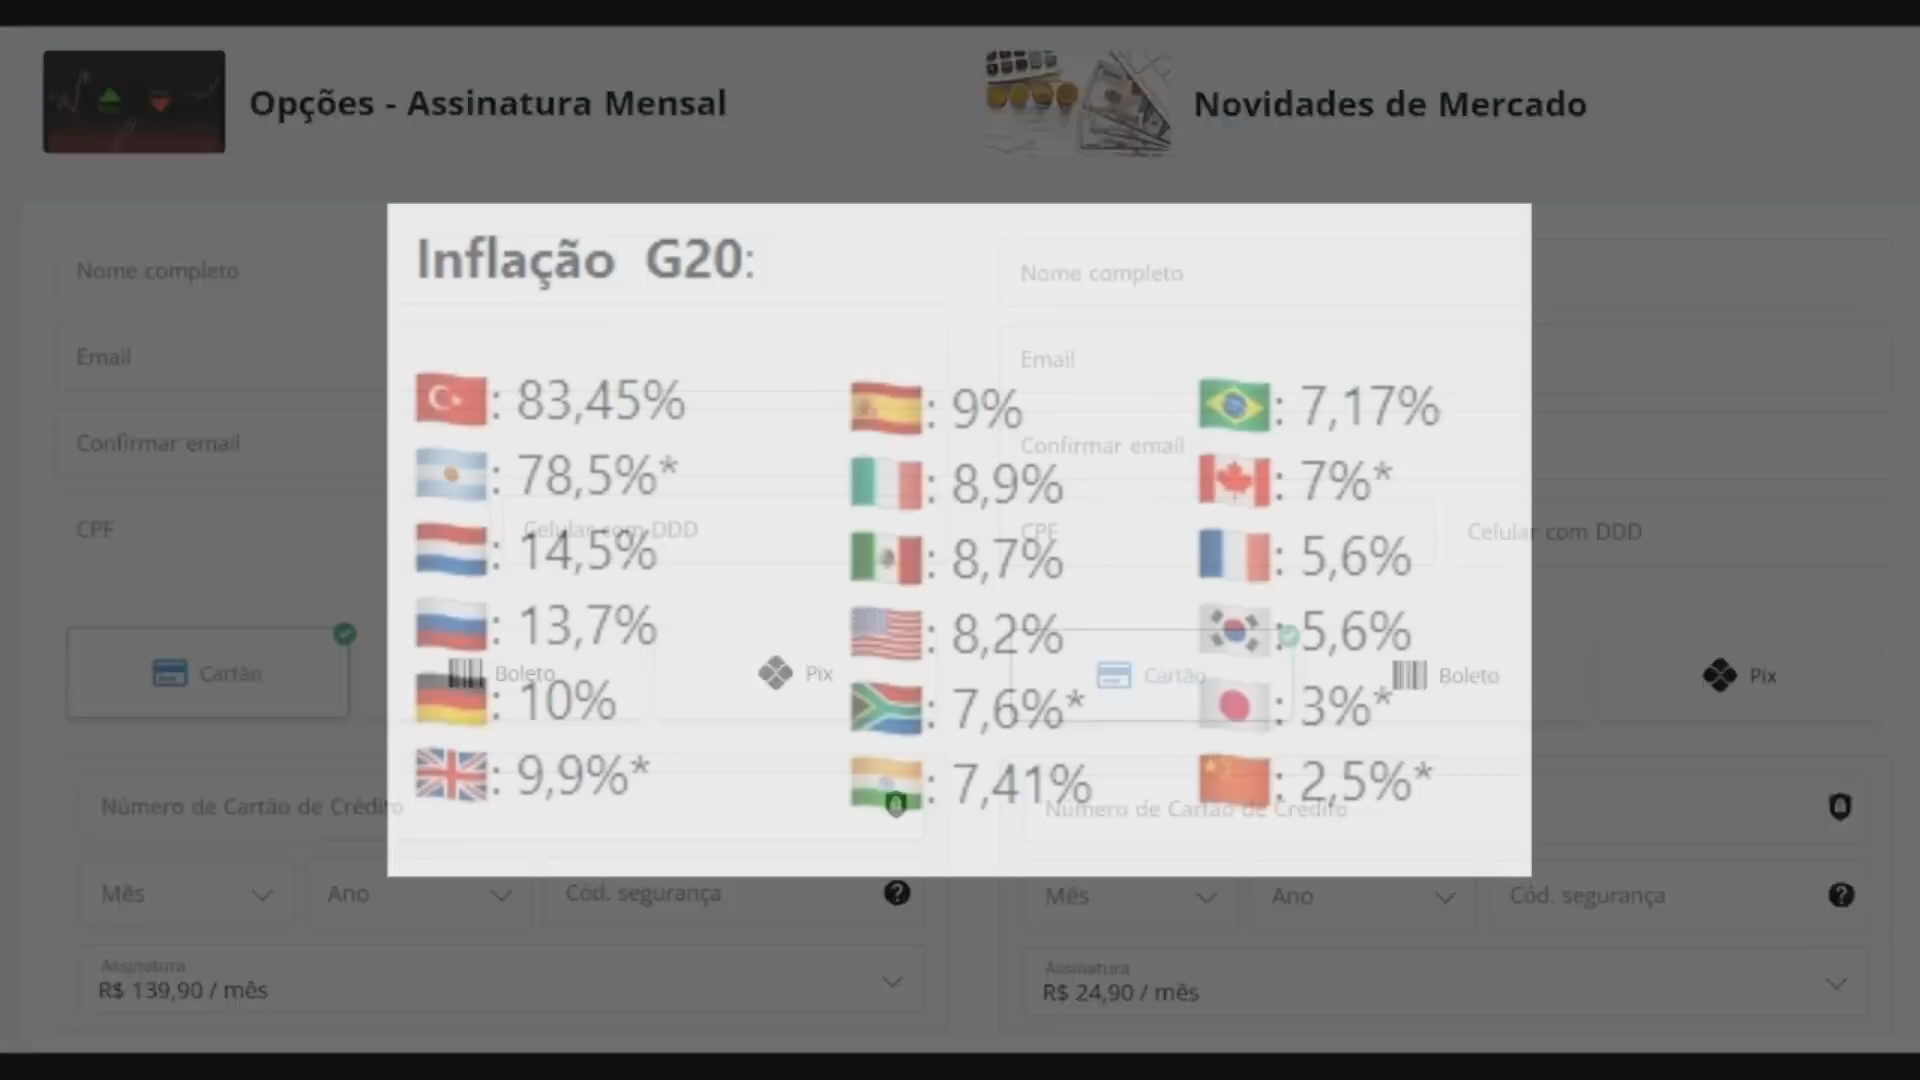 Opções - Assinatura Mensal
Novidades de Mercado
Inflação G20:
: 83,45%
: 78,5%*
: 14,5%
: 13,7%
: 10%
: 9,9%*
: 9%
: 8,9%
: 8,7%
: 8,2%
: 7,6%*
: 7,41%
: 7,17%
: 7%*
: 5,6%
: 5,6%
: 3%*
: 2,5%*
Nome completo
Email
Confirmar email
CPF
Celular com DDD
Cartão
Boleto
Pix
Número de Cartão de Crédito
Mês
Ano
Cód. segurança
Assinatura
R$ 139,90 / mês
Nome completo
Email
Confirmar email
CPF
Celular com DDD
Cartão
Boleto
Pix
Número de Cartão de Crédito
Mês
Ano
Cód. segurança
Assinatura
R$ 24,90 / mês